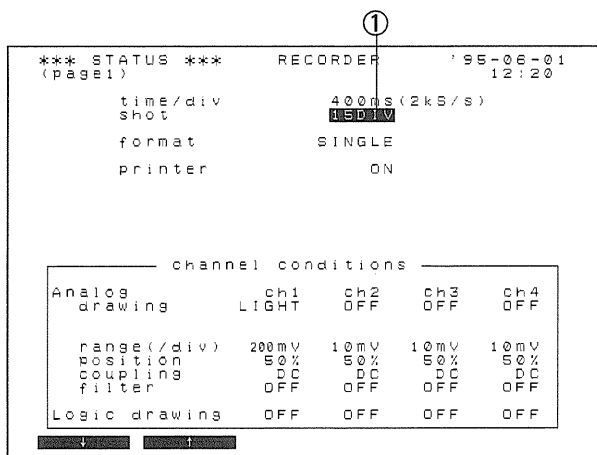 ①
*** STATUS *** RECORDER '95-06-01
(page1) 12:20
time/div 400ms(2kS/s)
shot 15DIV
format SINGLE
printer ON
channel conditions
Analog ch1 ch2 ch3 ch4
drawing LIGHT OFF OFF OFF
range(/div) 200mV 10mV 10mV 10mV
position 50% 50% 50% 50%
coupling DC DC DC DC
filter OFF OFF OFF OFF
Logic drawing OFF OFF OFF OFF
↓ ↑